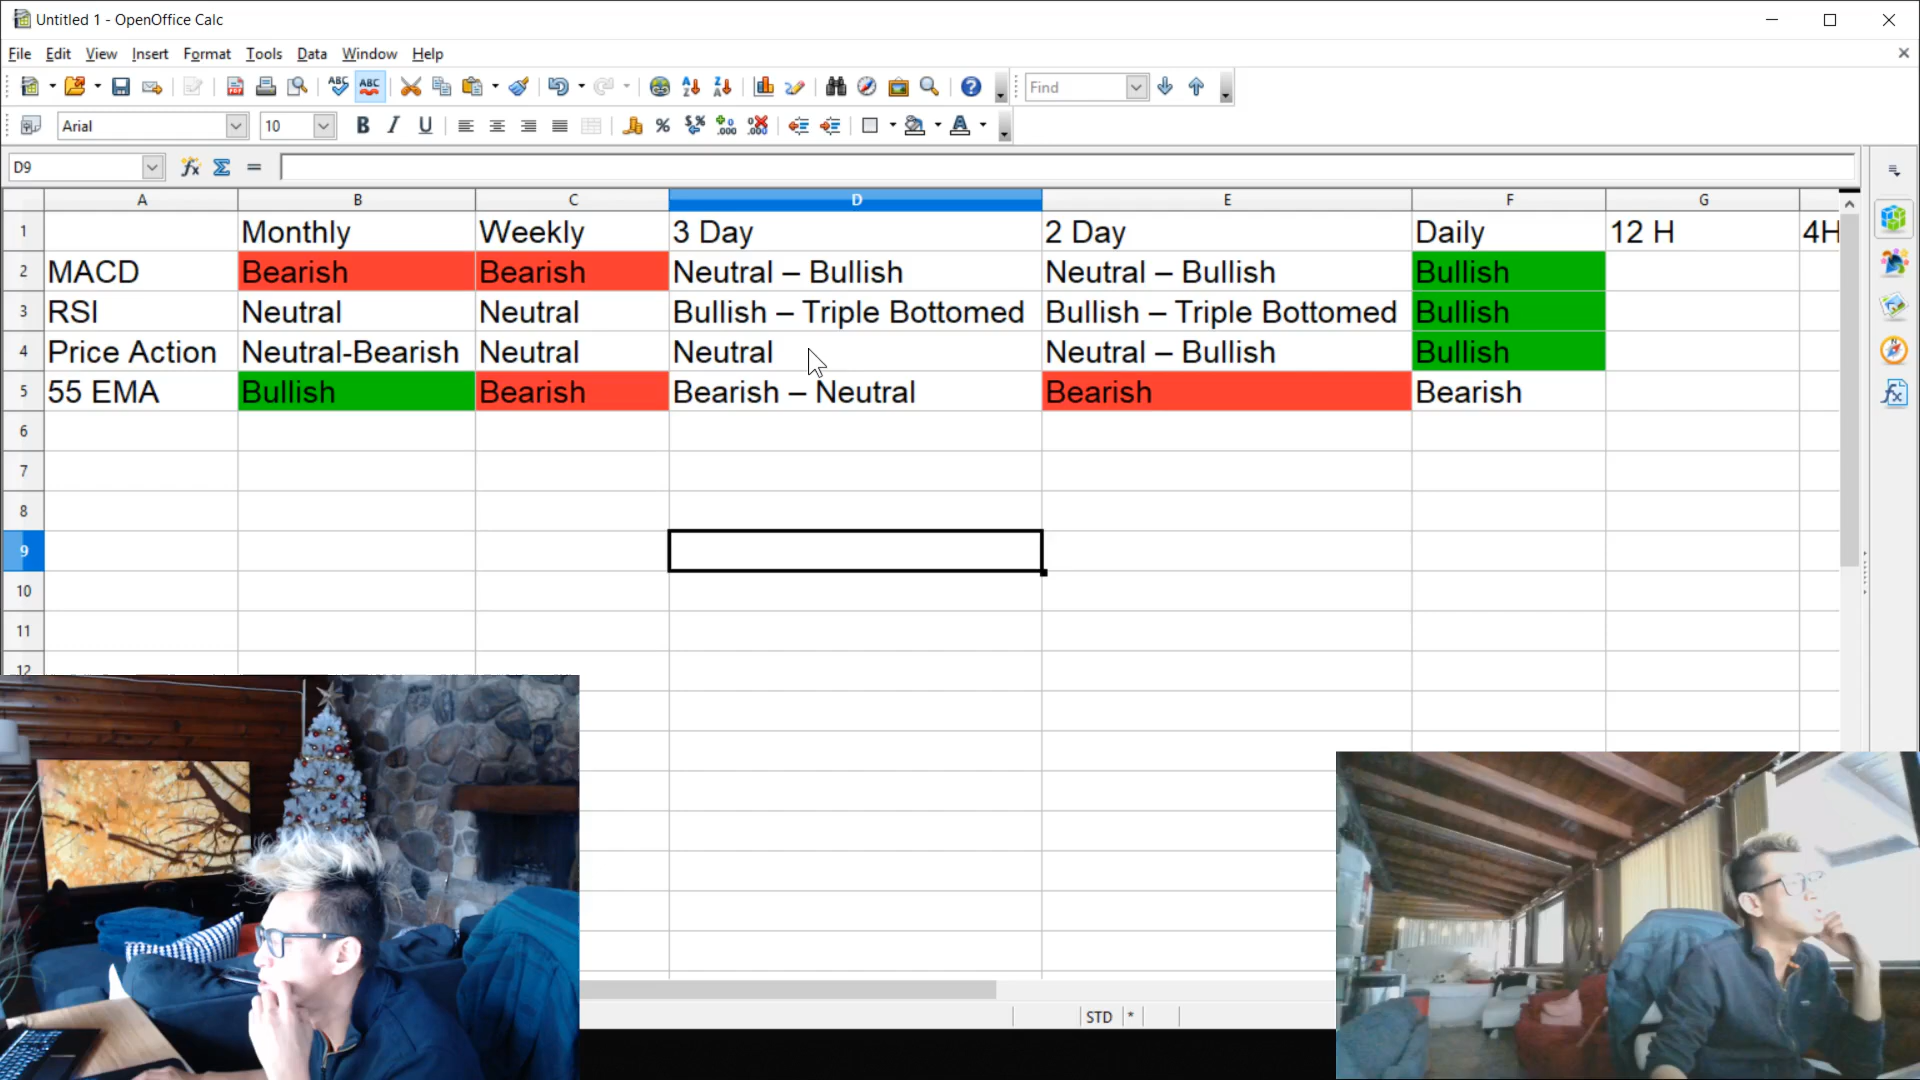 Untitled 1 - OpenOffice Calc
File Edit View Insert Format Tools Data Window Help
Find
Arial 10
D9
A B C D E F G
1 Monthly Weekly 3 Day 2 Day Daily 12 H 4H
2 MACD Bearish Bearish Neutral – Bullish Neutral – Bullish Bullish
3 RSI Neutral Neutral Bullish – Triple Bottomed Bullish – Triple Bottomed Bullish
4 Price Action Neutral-Bearish Neutral Neutral Neutral – Bullish Bullish
5 55 EMA Bullish Bearish Bearish – Neutral Bearish Bearish
6
7
8
9
10
11
12
STD *